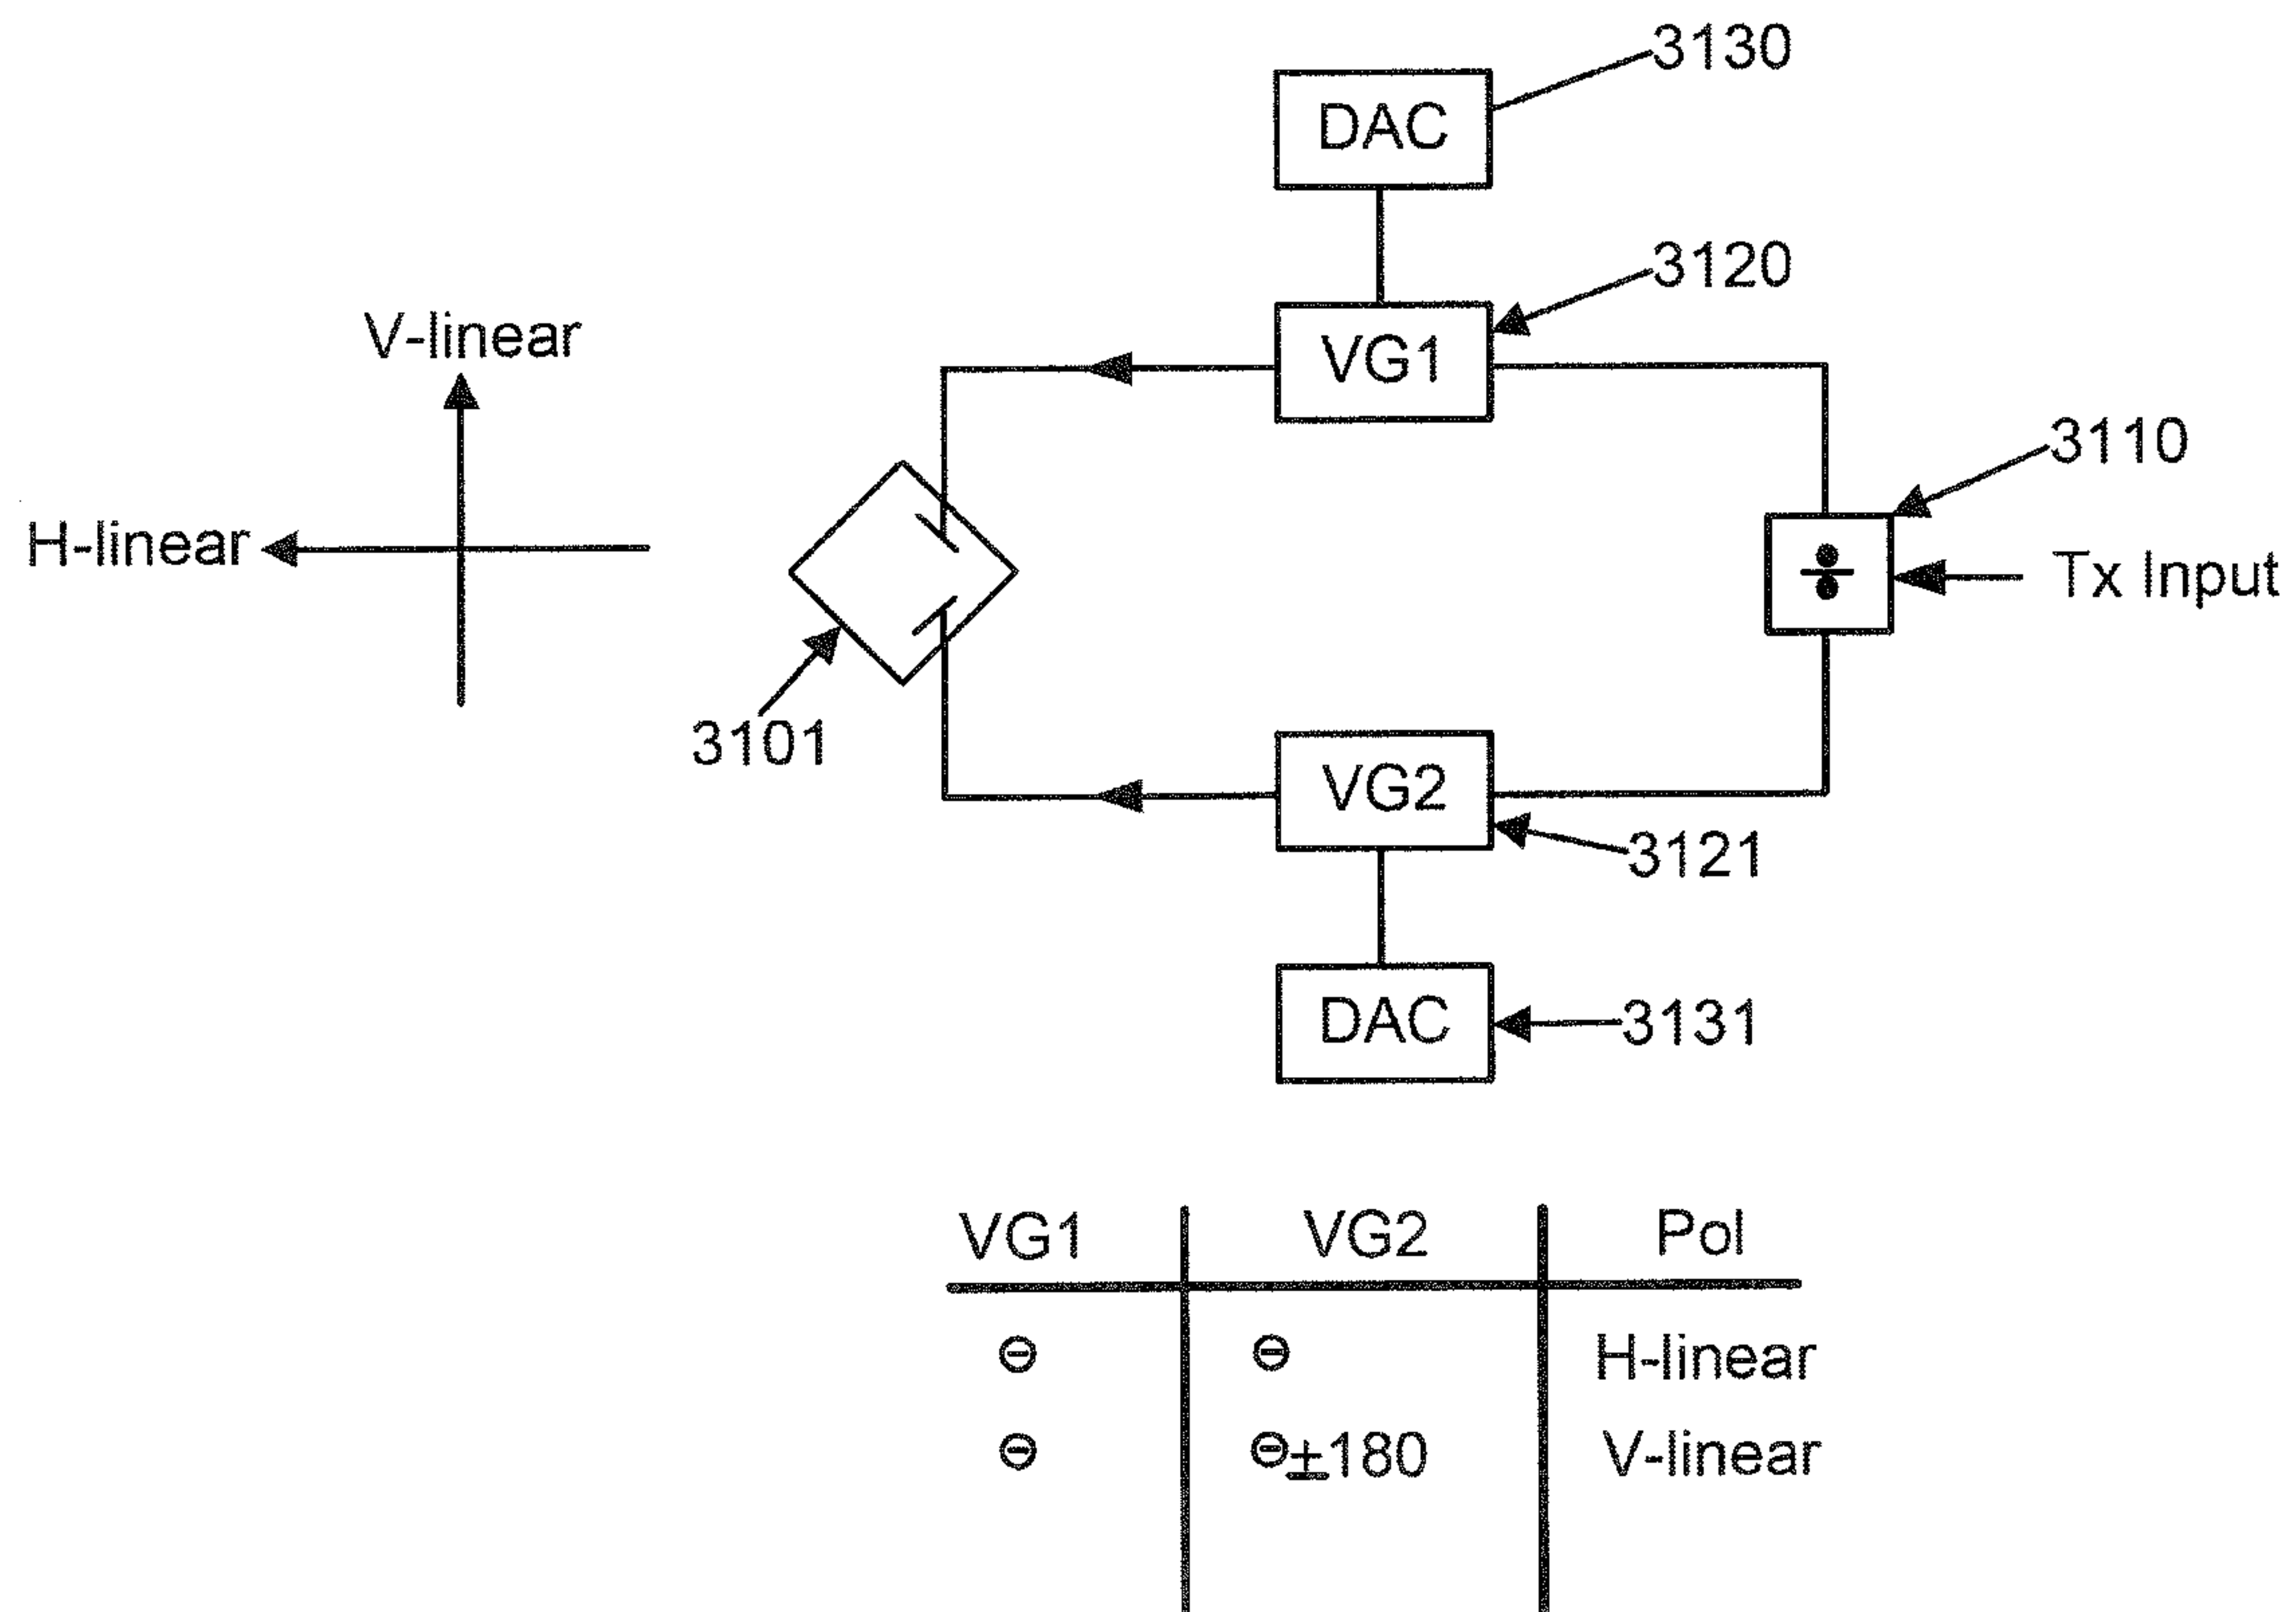 3130
DAC
3120
V-linear
VG1
3110
H-linear
÷
Tx Input
3101
VG2
3121
DAC
3131
VG1 VG2 Pol
Θ Θ H-linear
Θ Θ±180 V-linear